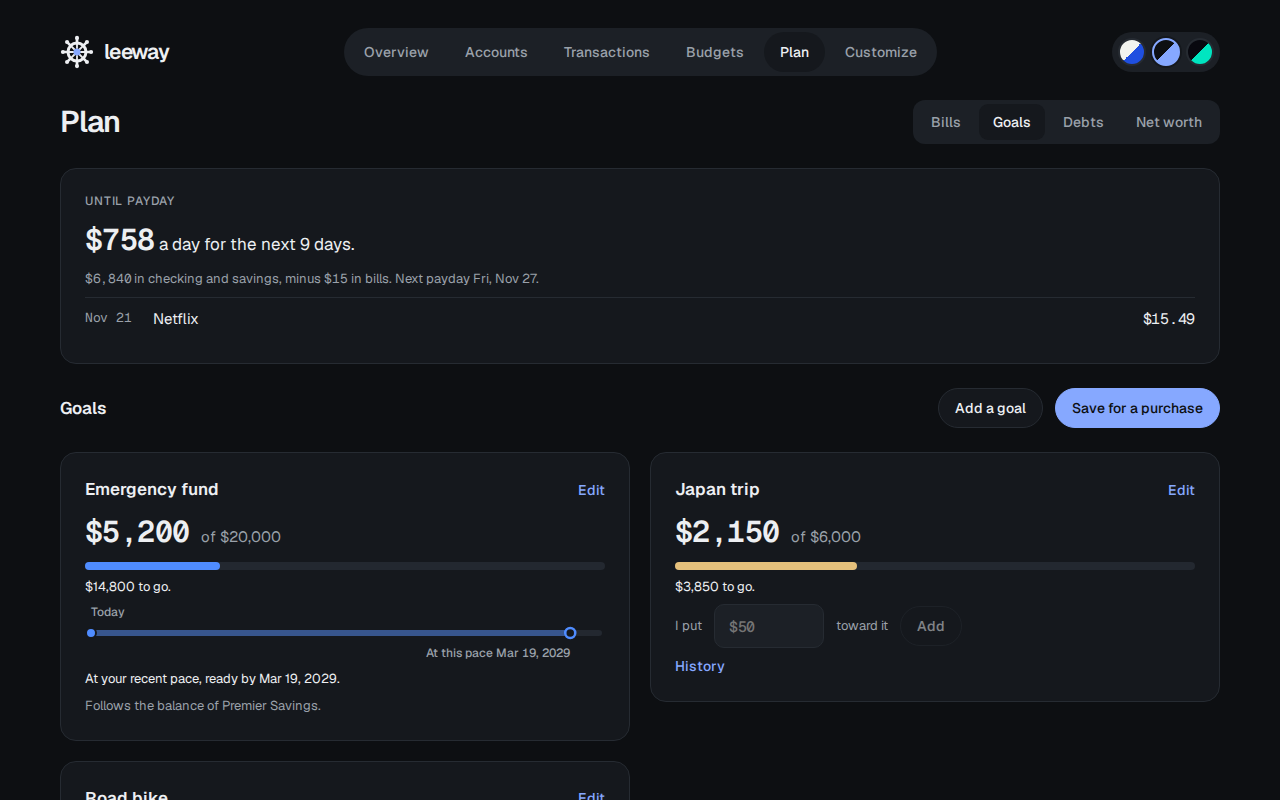 leeway
Overview Accounts Transactions Budgets Plan Customize
Plan
Bills Goals Debts Net worth
UNTIL PAYDAY
$758 a day for the next 9 days.
$6,840 in checking and savings, minus $15 in bills. Next payday Fri, Nov 27.
Nov 21 Netflix $15.49
Goals
Add a goal Save for a purchase
Emergency fund Edit
$5,200 of $20,000
$14,800 to go.
Today
At this pace Mar 19, 2029
At your recent pace, ready by Mar 19, 2029.
Follows the balance of Premier Savings.
Japan trip Edit
$2,150 of $6,000
$3,850 to go.
I put $50 toward it Add
History
Road bike Edit